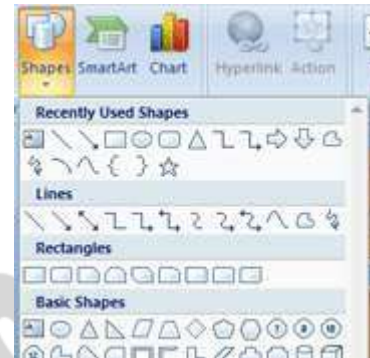 Shapes SmartArt Chart Hyperlink Action
Recently Used Shapes
Lines
Rectangles
Basic Shapes